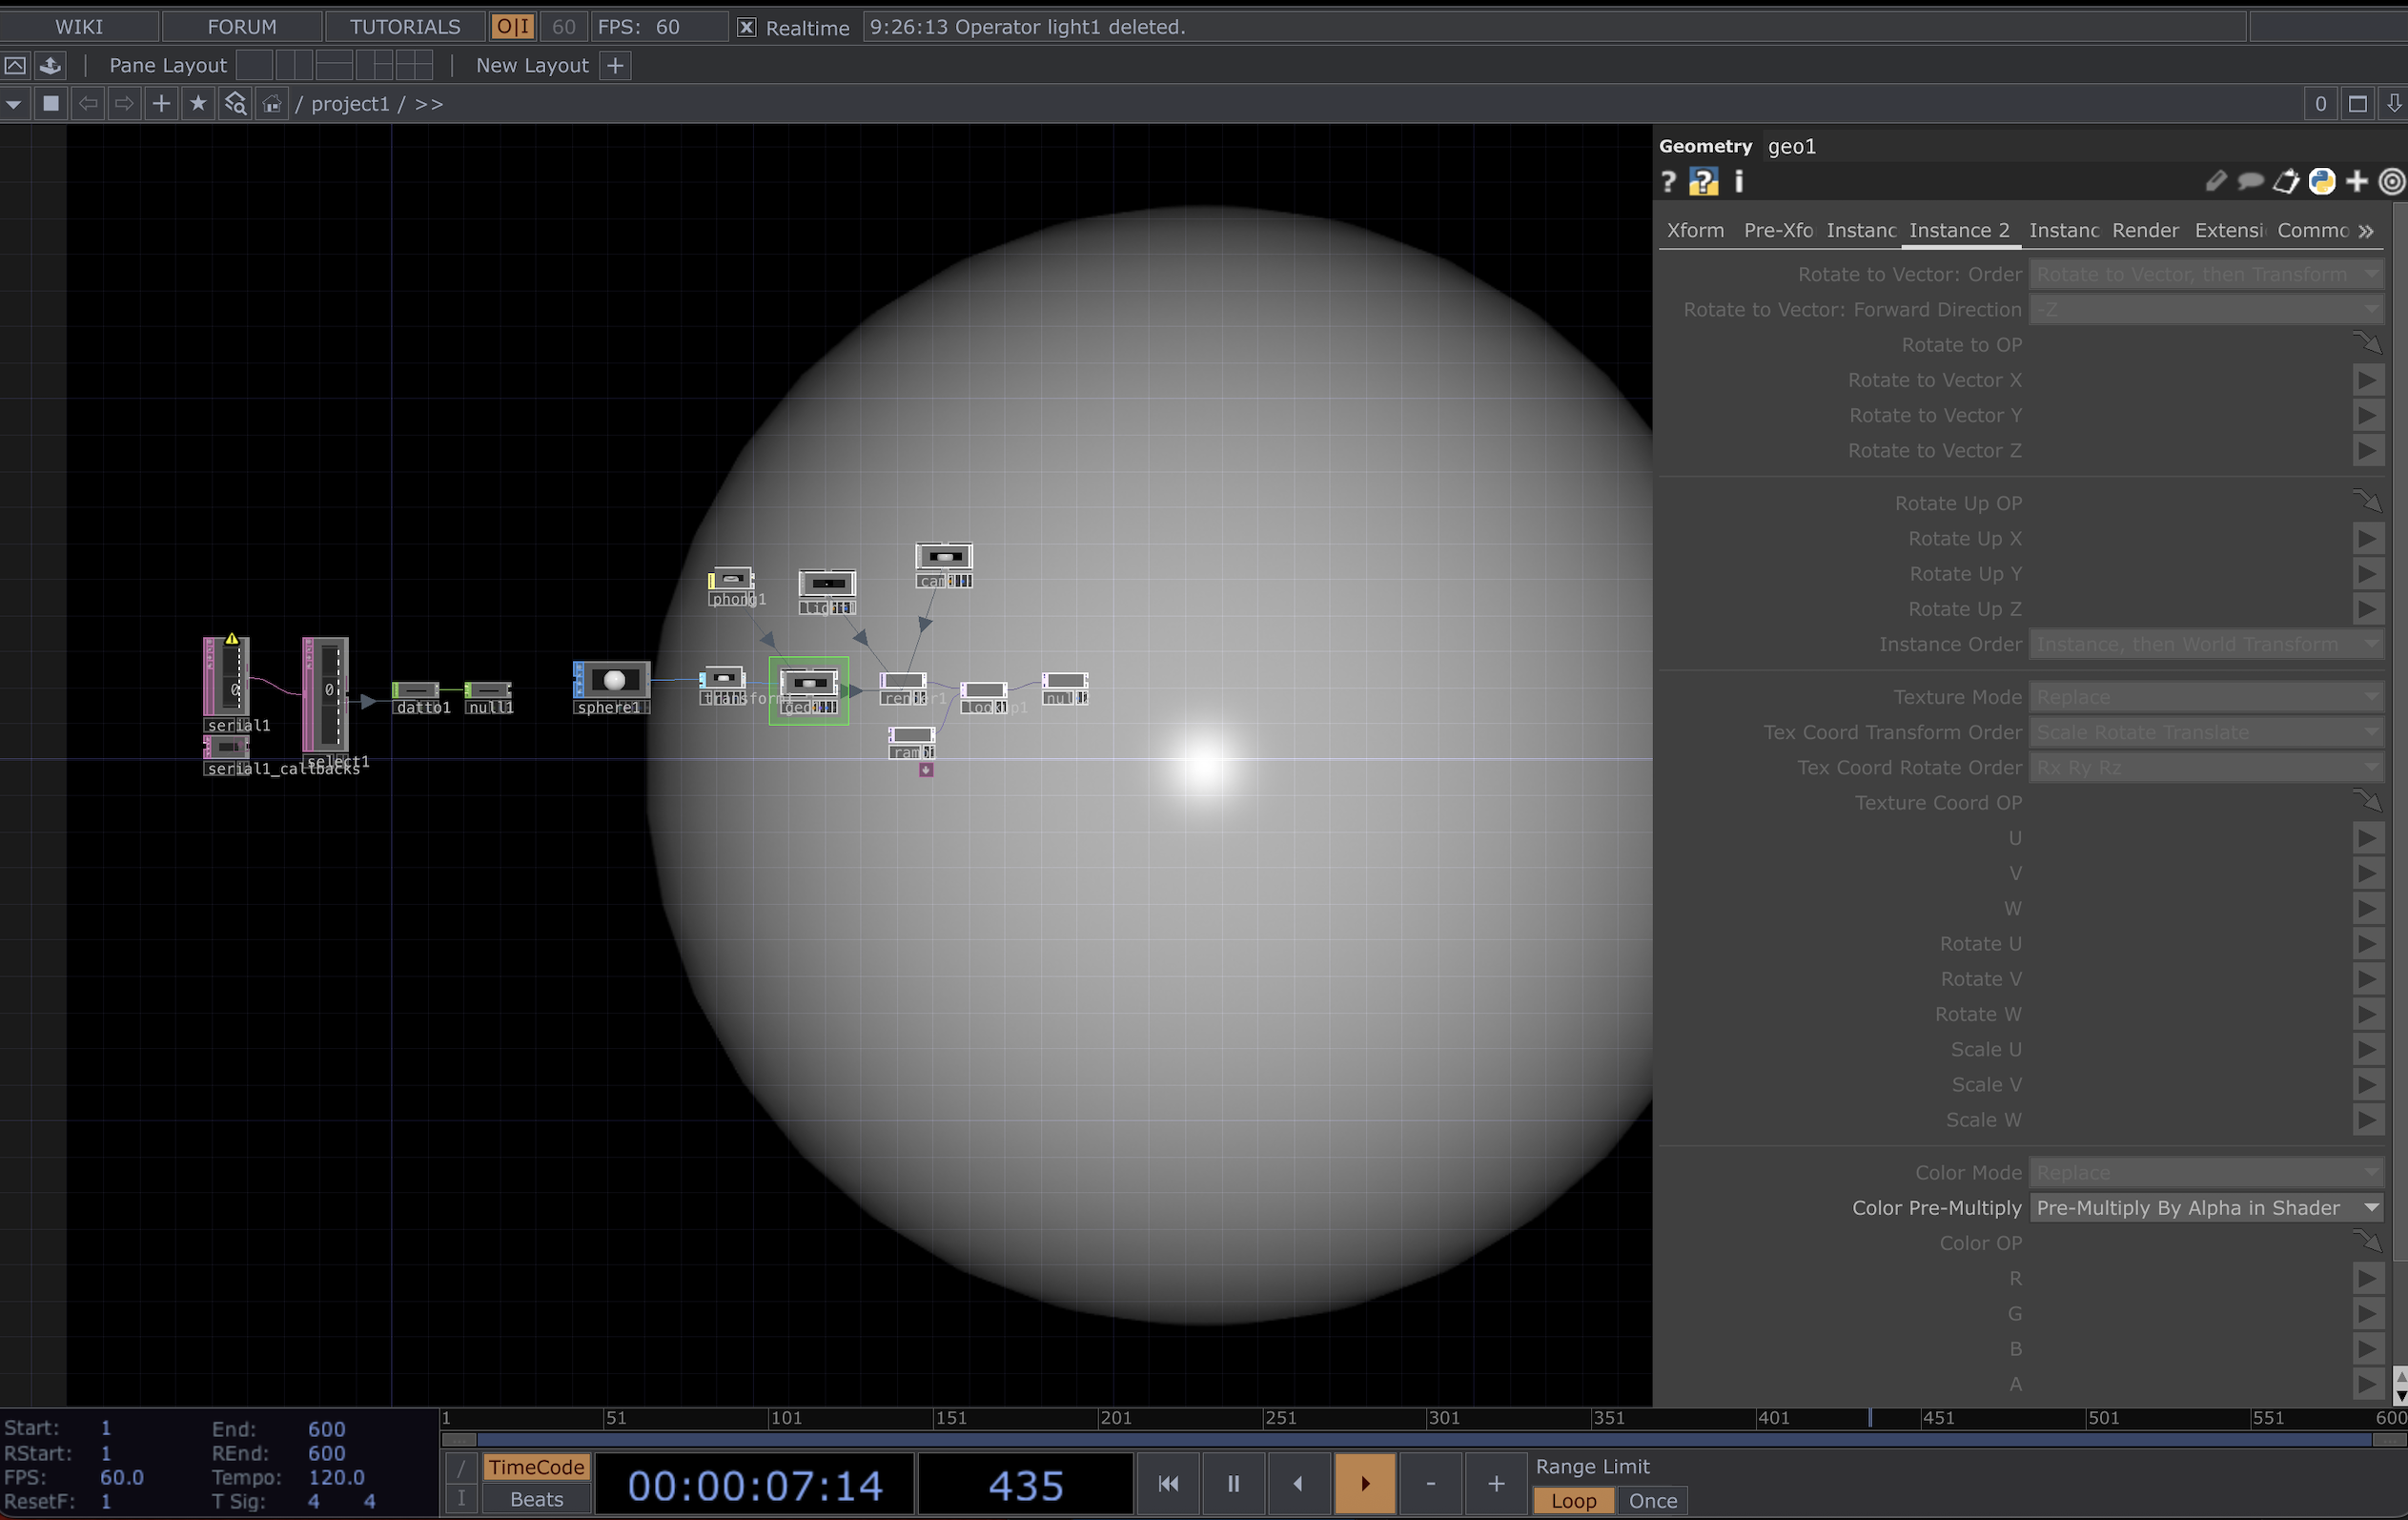 WIKI FORUM TUTORIALS O|I 60 FPS: 60 Realtime 9:26:13 Operator light1 deleted.
Pane Layout New Layout +
/ project1 / >> 0
Geometry geo1
Xform Pre-Xfo Instanc Instance 2 Instanc Render Extensi Commo
Rotate to Vector: Order Rotate to Vector, then Transform
Rotate to Vector: Forward Direction -Z
Rotate to OP
Rotate to Vector X
Rotate to Vector Y
Rotate to Vector Z
Rotate Up OP
Rotate Up X
Rotate Up Y
Rotate Up Z
Instance Order Instance, then World Transform
Texture Mode Replace
Tex Coord Transform Order Scale Rotate Translate
Tex Coord Rotate Order Rx Ry Rz
Texture Coord OP
U
V
W
Rotate U
Rotate V
Rotate W
Scale U
Scale V
Scale W
Color Mode Replace
Color Pre-Multiply Pre-Multiply By Alpha in Shader
Color OP
R
G
B
A
phong1
0
0
serial1
serial1_callbacks
select1
datto1
null1
sphere1
render1
lookup1
1 51 101 151 201 251 301 351 401 451 501 551 600
Start: 1 End: 600
RStart: 1 REnd: 600
FPS: 60.0 Tempo: 120.0
ResetF: 1 T Sig: 4 4
/ TimeCode
I Beats
00:00:07:14 435 - +
Range Limit
Loop Once